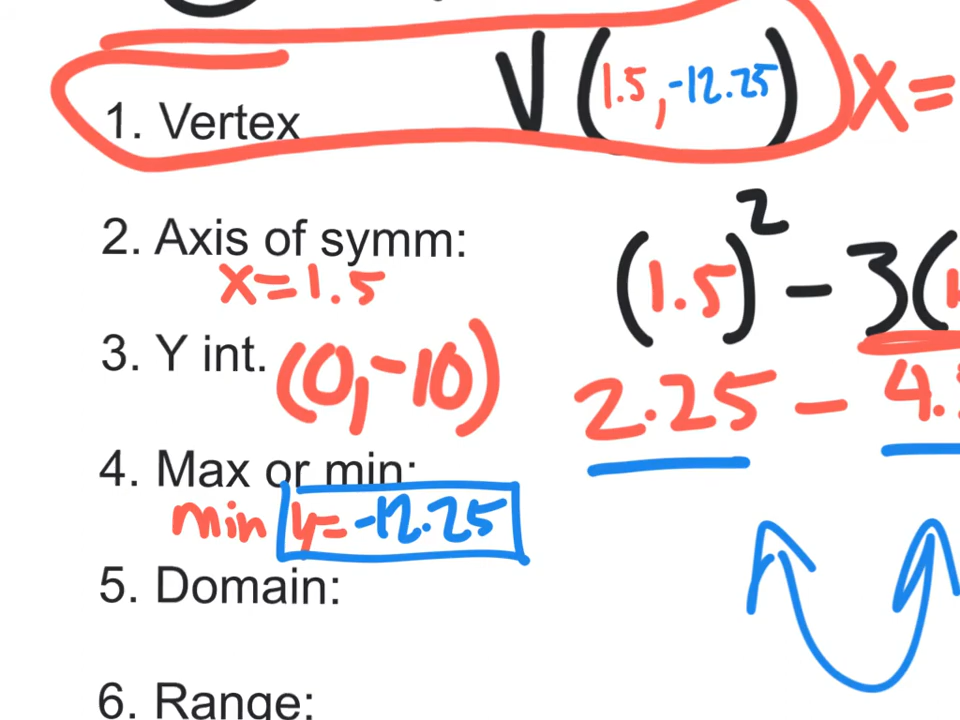 1. Vertex V (1.5, -12.25) X=
2. Axis of symm:
x=1.5
(1.5)² - 3(
3. Y int. (0, -10)
2.25 - 4.
4. Max or min:
min y= -12.25
5. Domain:
6. Range: